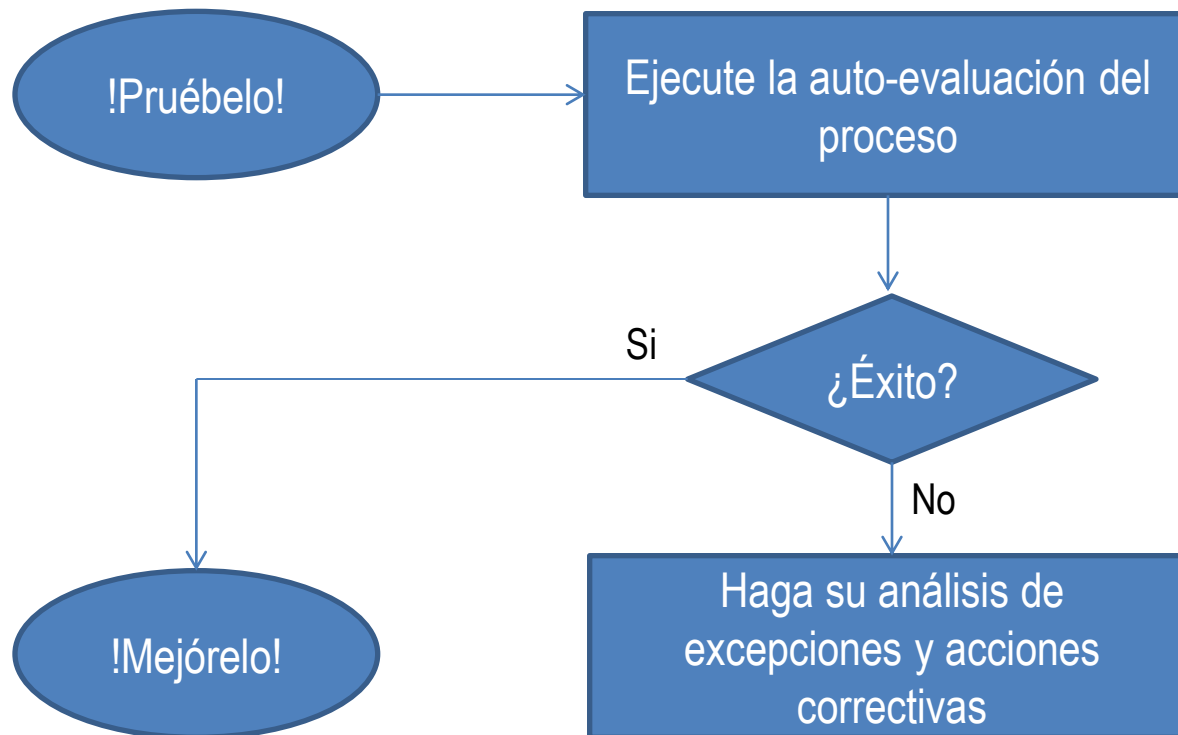 !Pruébelo!
Ejecute la auto-evaluación del
proceso
¿Éxito?
Si
No
!Mejórelo!
Haga su análisis de
excepciones y acciones
correctivas